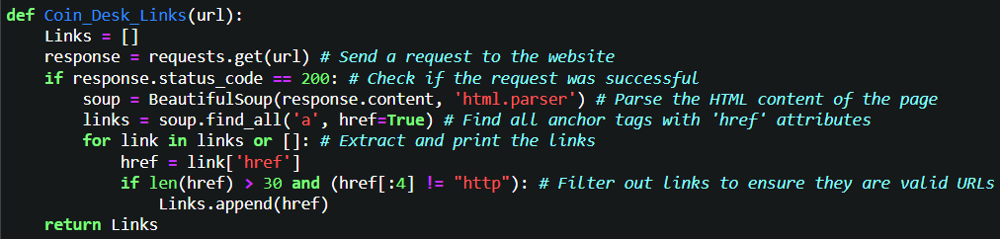 def Coin_Desk_Links(url):
    Links = []
    response = requests.get(url) # Send a request to the website
    if response.status_code == 200: # Check if the request was successful
        soup = BeautifulSoup(response.content, 'html.parser') # Parse the HTML content of the page
        links = soup.find_all('a', href=True) # Find all anchor tags with 'href' attributes
        for link in links or []: # Extract and print the links
            href = link['href']
            if len(href) > 30 and (href[:4] != "http"): # Filter out links to ensure they are valid URLs
                Links.append(href)
    return Links